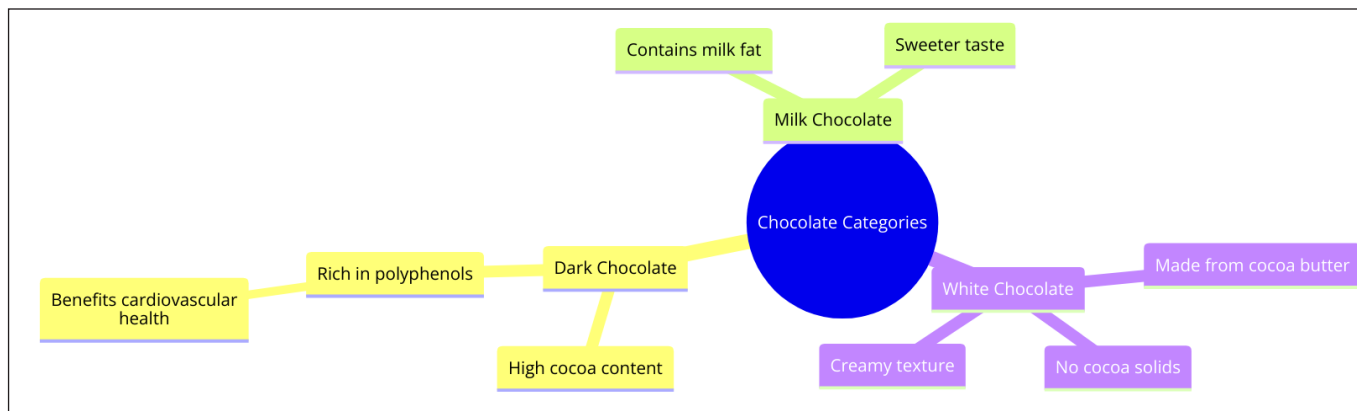 Contains milk fat
Sweeter taste
Milk Chocolate
Chocolate Categories
Dark Chocolate
Rich in polyphenols
Benefits cardiovascular
health
High cocoa content
White Chocolate
Made from cocoa butter
Creamy texture
No cocoa solids